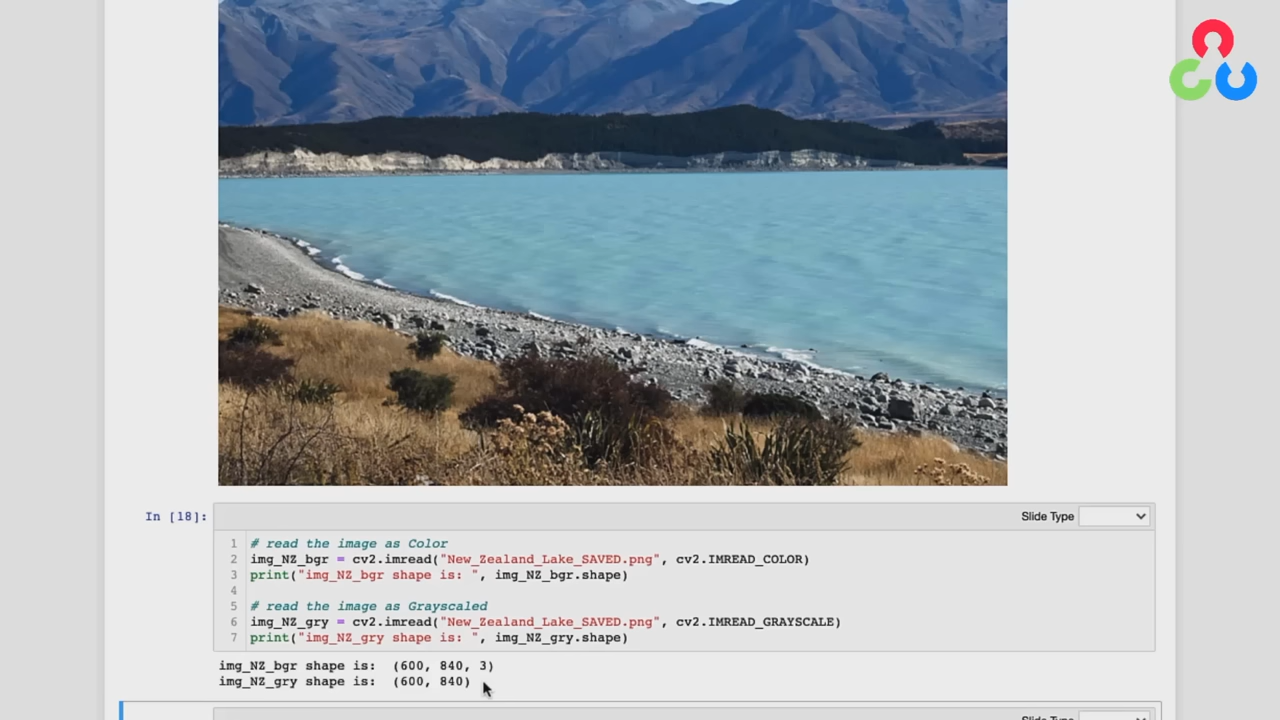 In [18]:
Slide Type
1 # read the image as Color
2 img_NZ_bgr = cv2.imread("New_Zealand_Lake_SAVED.png", cv2.IMREAD_COLOR)
3 print("img_NZ_bgr shape is: ", img_NZ_bgr.shape)
4
5 # read the image as Grayscaled
6 img_NZ_gry = cv2.imread("New_Zealand_Lake_SAVED.png", cv2.IMREAD_GRAYSCALE)
7 print("img_NZ_gry shape is: ", img_NZ_gry.shape)
img_NZ_bgr shape is:  (600, 840, 3)
img_NZ_gry shape is:  (600, 840)
Slide Type